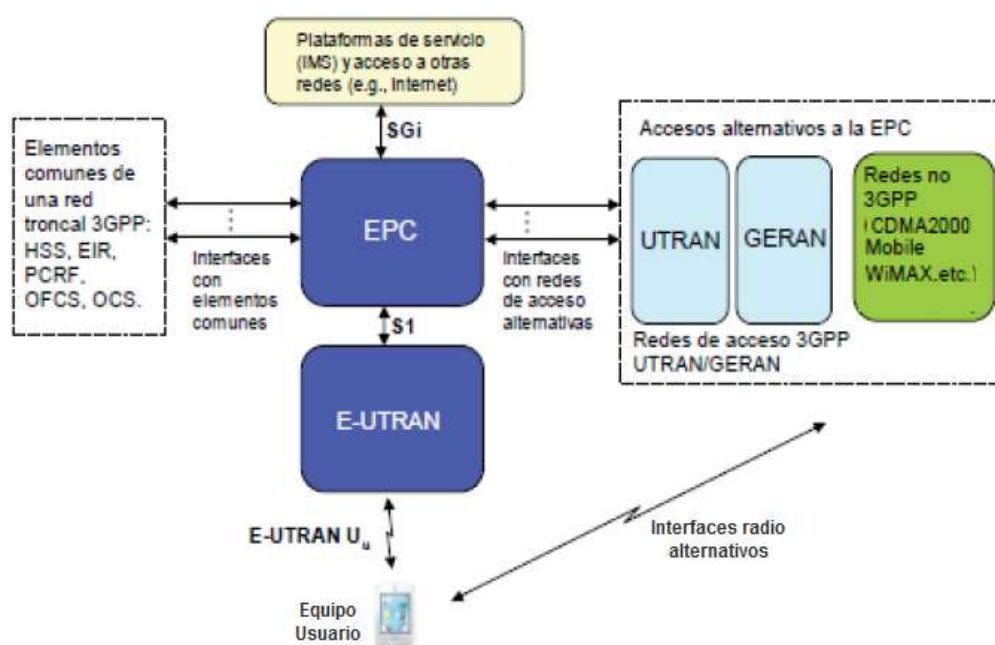 Plataformas de servicio
(IMS) y acceso a otras
redes (e.g., Internet)
SGi
Elementos
comunes de
una red
troncal 3GPP:
HSS, EIR,
PCRF,
OFCS, OCS.
Interfaces
con
elementos
comunes
EPC
Interfaces
con redes
de acceso
alternativas
Accesos alternativos a la EPC
UTRAN
GERAN
Redes no
3GPP
(CDMA2000
Mobile
WiMAX.etc.)
Redes de acceso 3GPP
UTRAN/GERAN
S1
E-UTRAN
E-UTRAN Uu
Interfaces radio
alternativos
Equipo
Usuario